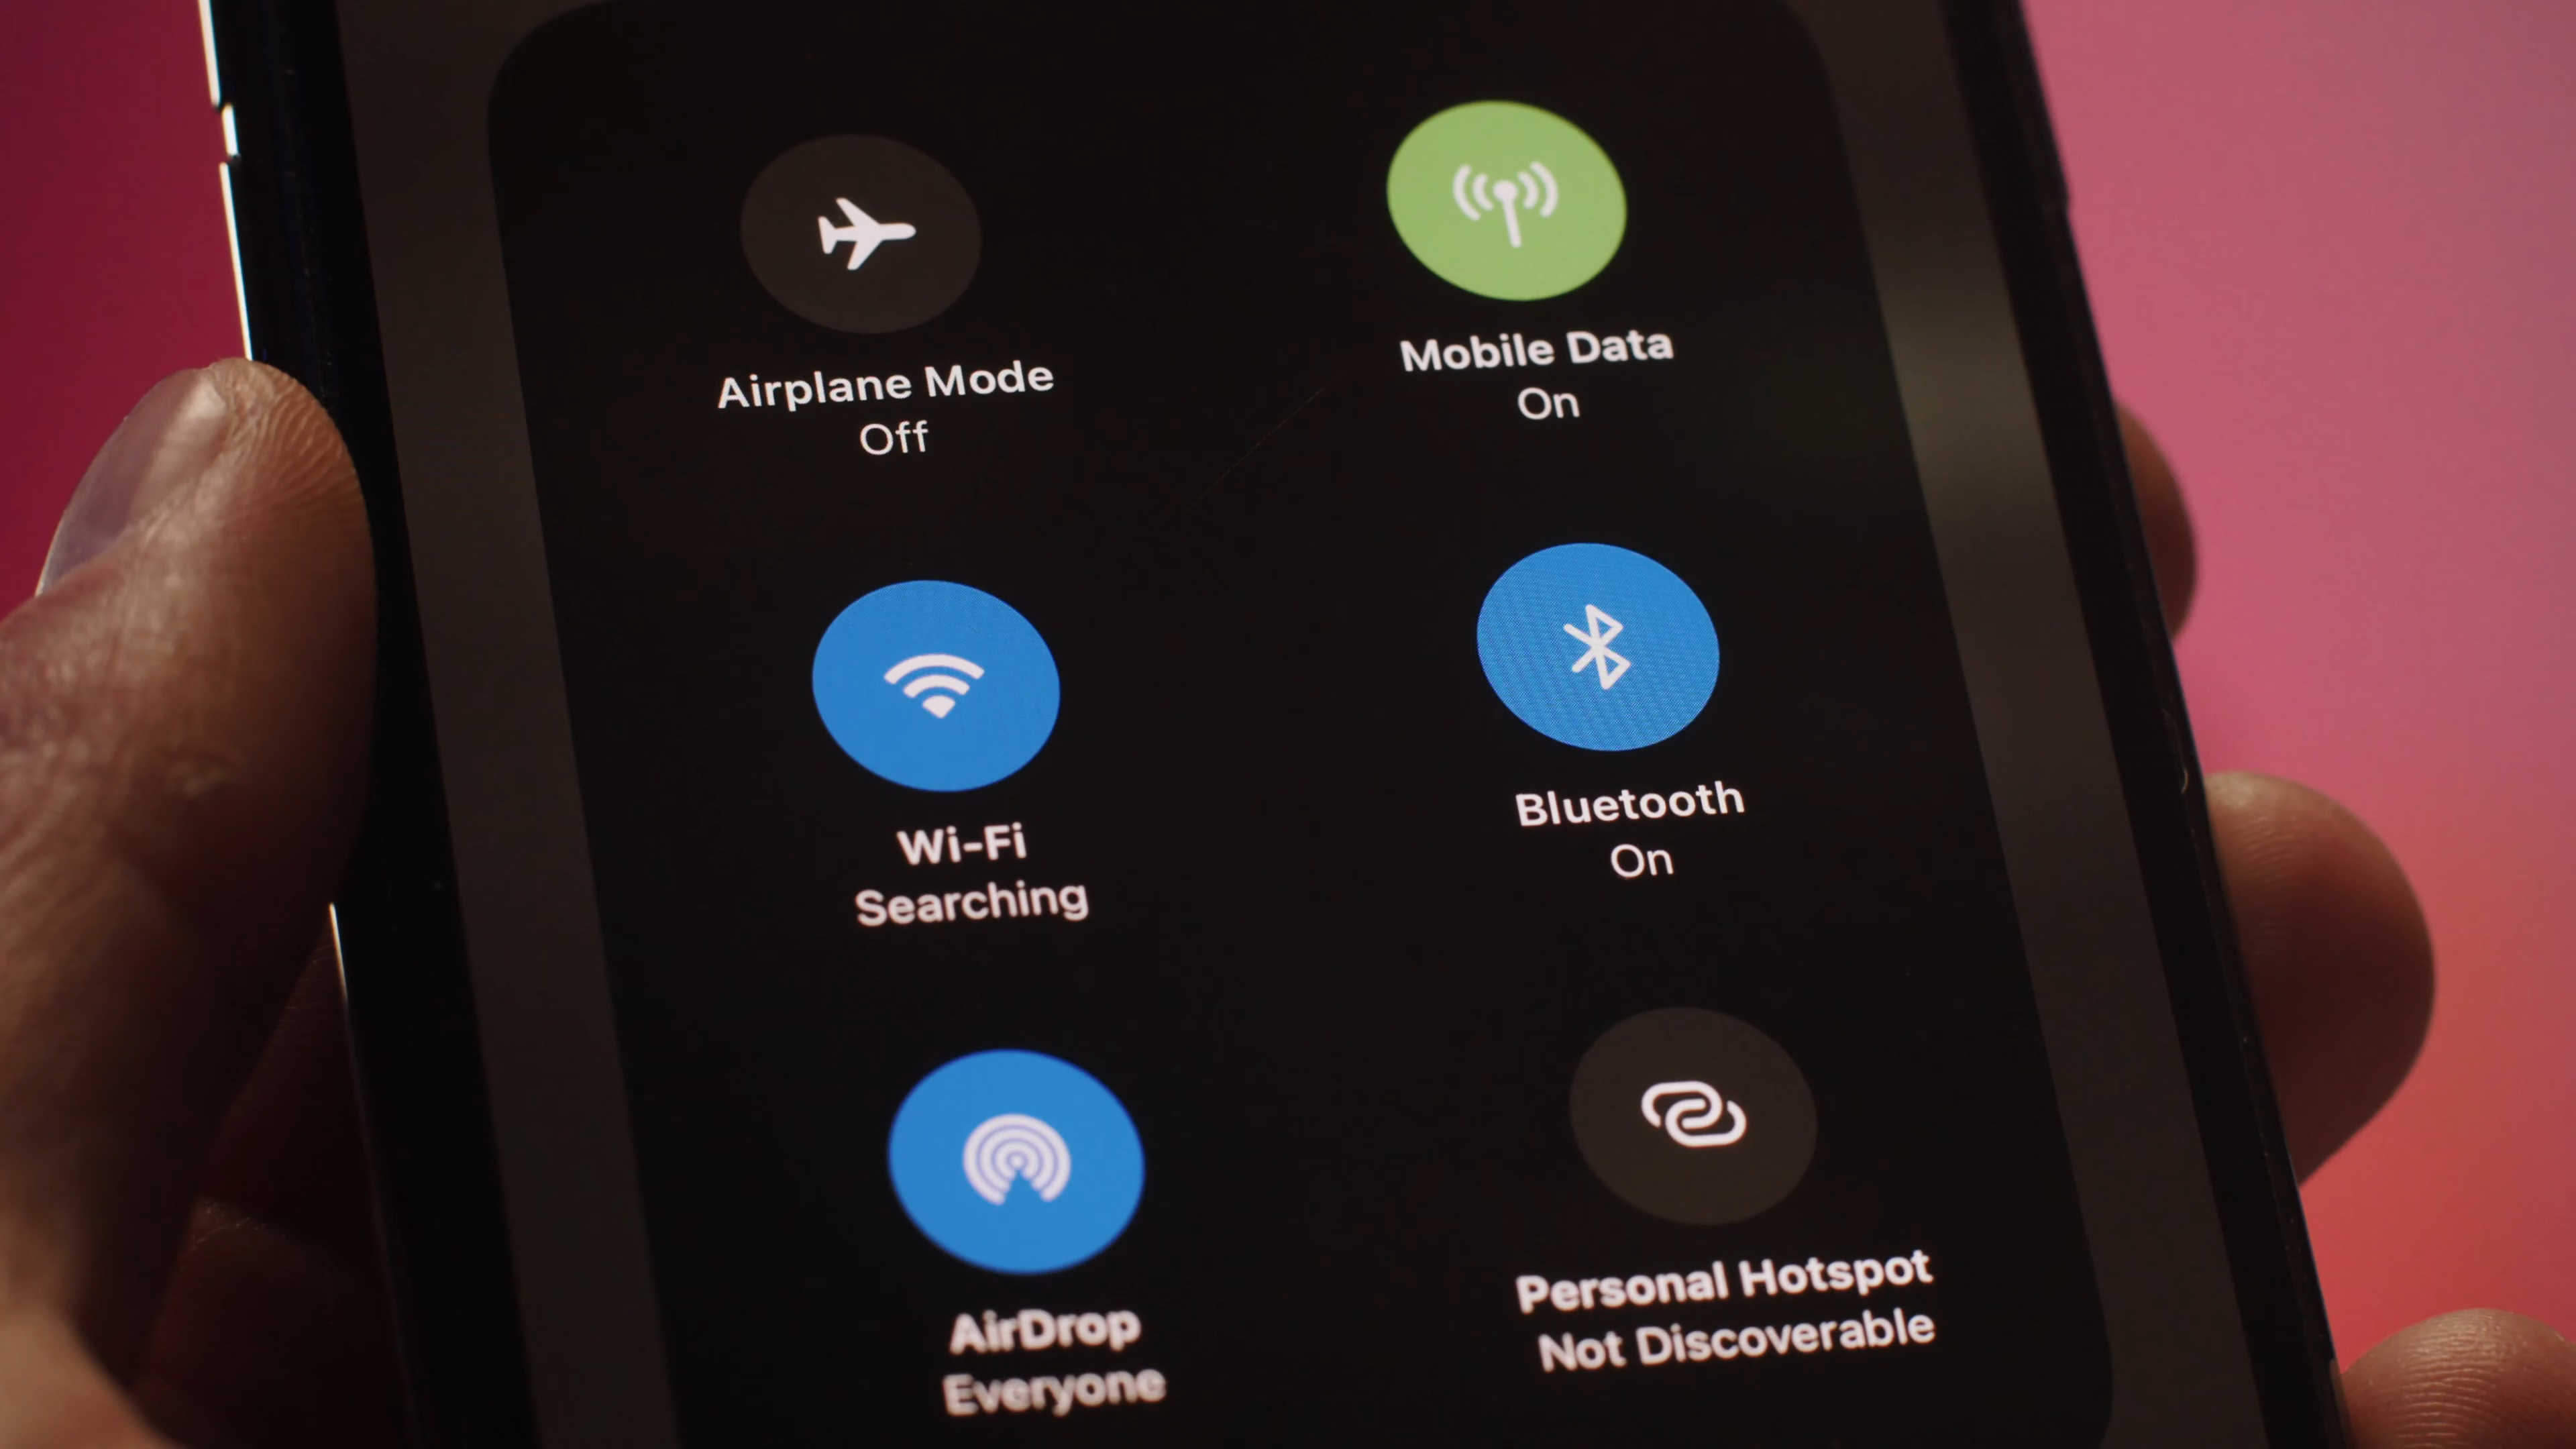 Airplane Mode
Off
Mobile Data
On
Wi-Fi
Searching
Bluetooth
On
AirDrop
Everyone
Personal Hotspot
Not Discoverable